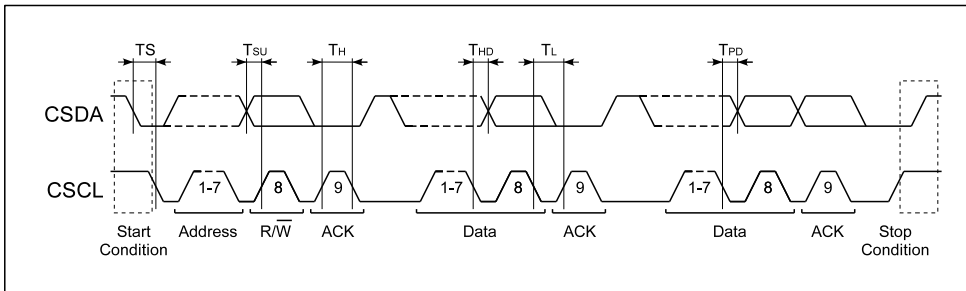 TS TSU TH THD TL TPD
CSDA
CSCL 1-7 8 9 1-7 8 9 1-7 8 9
Start Condition Address R/W̅ ACK Data ACK Data ACK Stop Condition